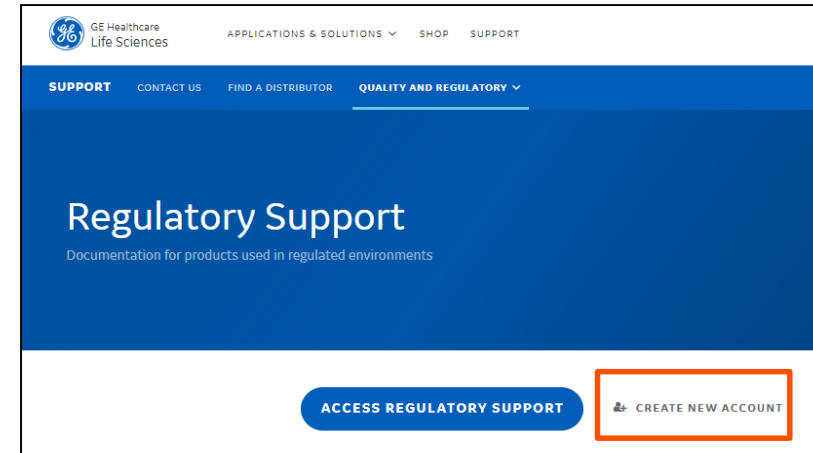 GE Healthcare
Life Sciences
APPLICATIONS & SOLUTIONS SHOP SUPPORT
SUPPORT CONTACT US FIND A DISTRIBUTOR QUALITY AND REGULATORY
Regulatory Support
Documentation for products used in regulated environments
ACCESS REGULATORY SUPPORT CREATE NEW ACCOUNT